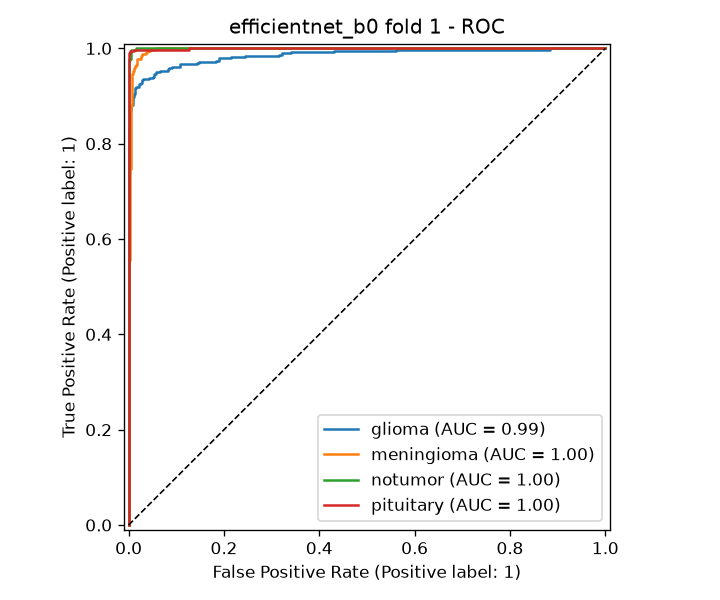 efficientnet_b0 fold 1 - ROC
True Positive Rate (Positive label: 1)
1.0
0.8
0.6
0.4
0.2
0.0
glioma (AUC = 0.99)
meningioma (AUC = 1.00)
notumor (AUC = 1.00)
pituitary (AUC = 1.00)
0.0 0.2 0.4 0.6 0.8 1.0
False Positive Rate (Positive label: 1)